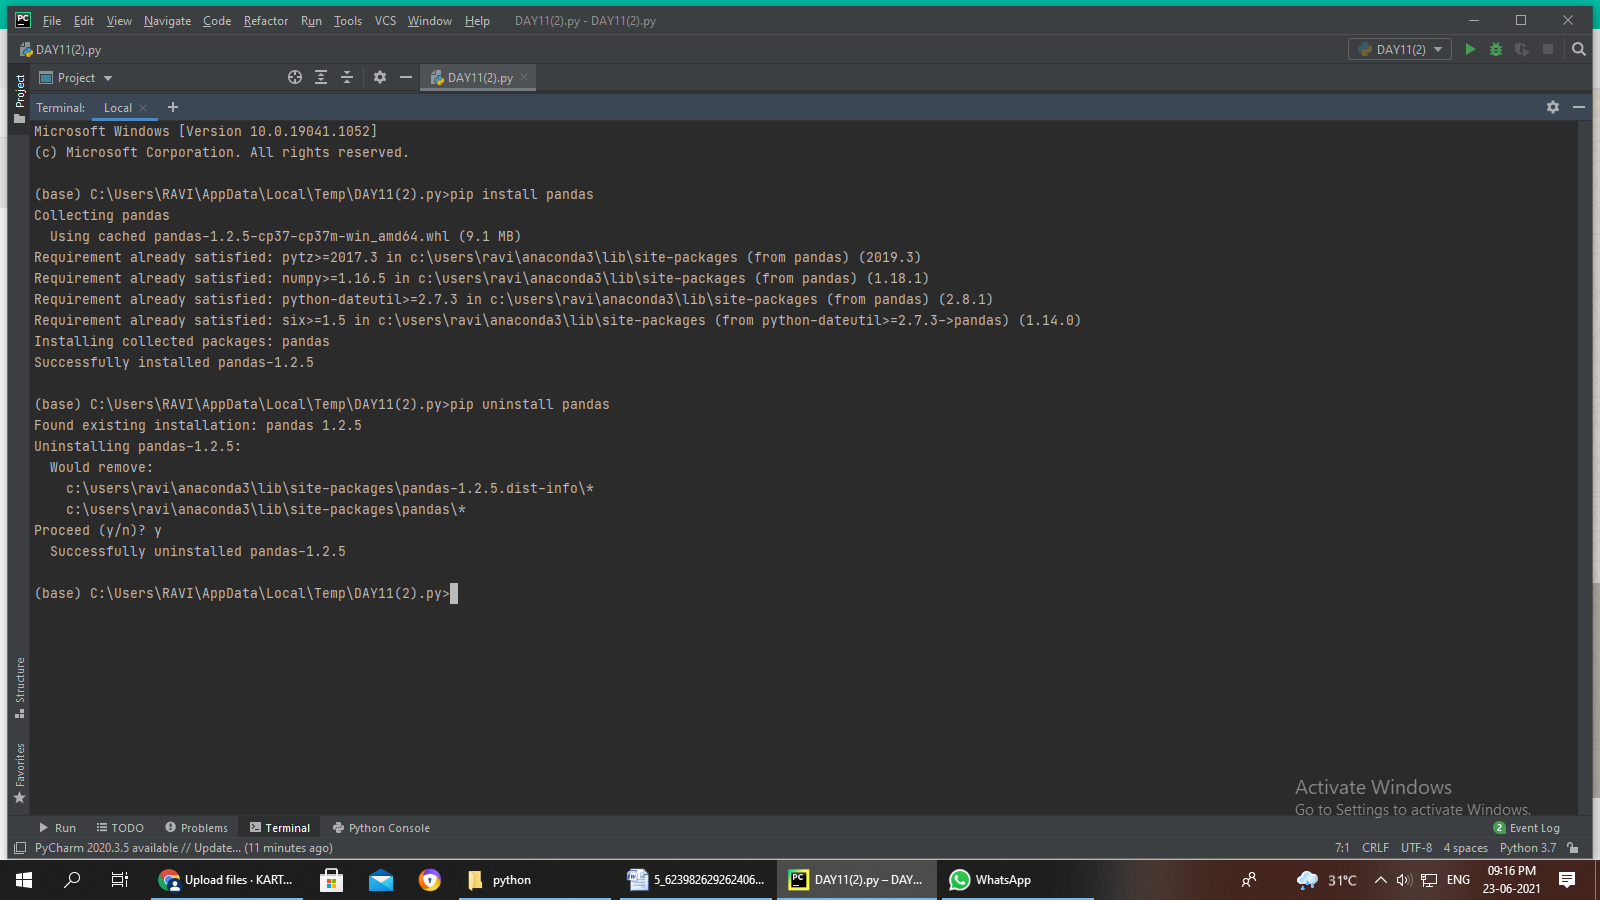 File Edit View Navigate Code Refactor Run Tools VCS Window Help DAY11(2).py - DAY11(2).py
DAY11(2).py DAY11(2)
Project DAY11(2).py
Project
Terminal: Local
Microsoft Windows [Version 10.0.19041.1052]
(c) Microsoft Corporation. All rights reserved.
(base) C:\Users\RAVI\AppData\Local\Temp\DAY11(2).py>pip install pandas
Collecting pandas
Using cached pandas-1.2.5-cp37-cp37m-win_amd64.whl (9.1 MB)
Requirement already satisfied: pytz>=2017.3 in c:\users\ravi\anaconda3\lib\site-packages (from pandas) (2019.3)
Requirement already satisfied: numpy>=1.16.5 in c:\users\ravi\anaconda3\lib\site-packages (from pandas) (1.18.1)
Requirement already satisfied: python-dateutil>=2.7.3 in c:\users\ravi\anaconda3\lib\site-packages (from pandas) (2.8.1)
Requirement already satisfied: six>=1.5 in c:\users\ravi\anaconda3\lib\site-packages (from python-dateutil>=2.7.3->pandas) (1.14.0)
Installing collected packages: pandas
Successfully installed pandas-1.2.5
(base) C:\Users\RAVI\AppData\Local\Temp\DAY11(2).py>pip uninstall pandas
Found existing installation: pandas 1.2.5
Uninstalling pandas-1.2.5:
Would remove:
c:\users\ravi\anaconda3\lib\site-packages\pandas-1.2.5.dist-info\*
c:\users\ravi\anaconda3\lib\site-packages\pandas\*
Proceed (y/n)? y
Successfully uninstalled pandas-1.2.5
(base) C:\Users\RAVI\AppData\Local\Temp\DAY11(2).py>
Structure
Favorites
Activate Windows
Go to Settings to activate Windows.
Run TODO Problems Terminal Python Console 2 Event Log
PyCharm 2020.3.5 available // Update... (11 minutes ago) 7:1 CRLF UTF-8 4 spaces Python 3.7
Upload files · KART... python 5_623982629262406... DAY11(2).py – DAY... WhatsApp 31°C ENG 09:16 PM
23-06-2021